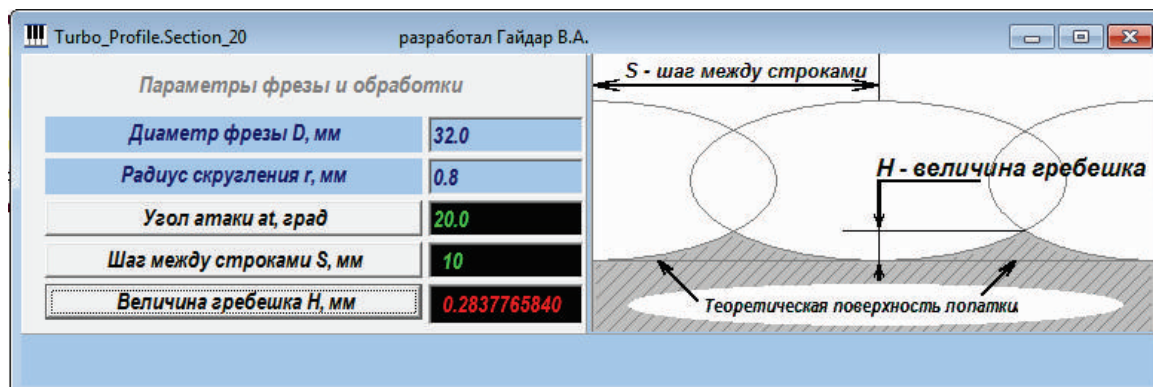 Turbo_Profile.Section_20 разработал Гайдар В.А.
Параметры фрезы и обработки
Диаметр фрезы D, мм 32.0
Радиус скругления r, мм 0.8
Угол атаки at, град 20.0
Шаг между строками S, мм 10
Величина гребешка H, мм 0.2837765840
S - шаг между строками
H - величина гребешка
Теоретическая поверхность лопатки.